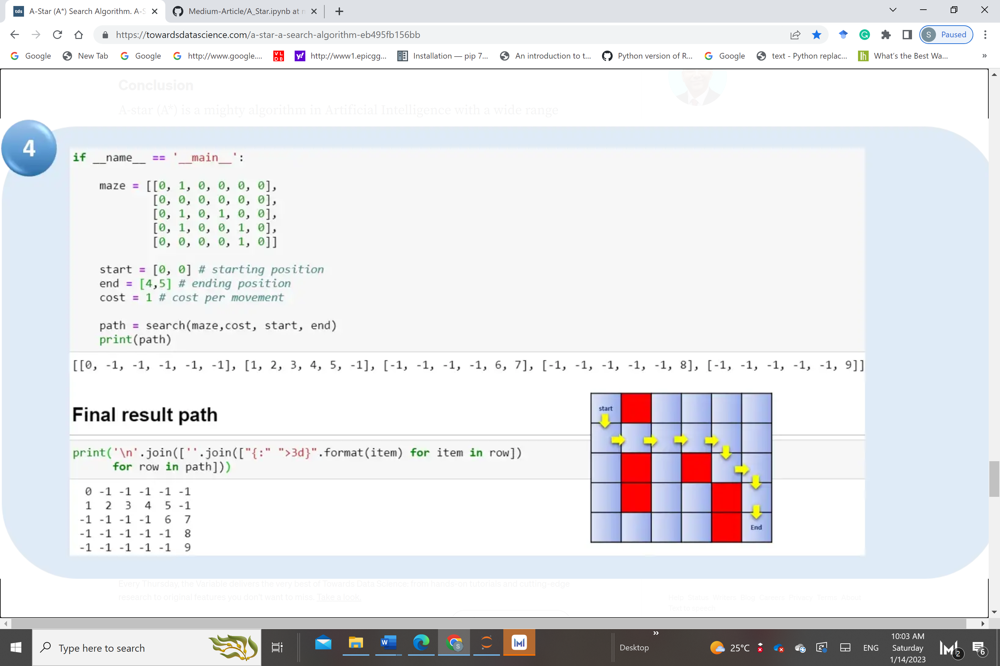 tds A-Star (A*) Search Algorithm. A-S
Medium-Article/A_Star.ipynb at m
https://towardsdatascience.com/a-star-a-search-algorithm-eb495fb156bb
S Paused
Google New Tab Google http://www.google.... VL DB y! http://www1.epicgg... Installation — pip 7... An introduction to t... Python version of R... Google text - Python replac... lh What's the Best Wa... »
Conclusion
A-star (A*) is a mighty algorithm in Artificial Intelligence with a wide range
4
if __name__ == '__main__':
maze = [[0, 1, 0, 0, 0, 0],
[0, 0, 0, 0, 0, 0],
[0, 1, 0, 1, 0, 0],
[0, 1, 0, 0, 1, 0],
[0, 0, 0, 0, 1, 0]]
start = [0, 0] # starting position
end = [4,5] # ending position
cost = 1 # cost per movement
path = search(maze,cost, start, end)
print(path)
[[0, -1, -1, -1, -1, -1], [1, 2, 3, 4, 5, -1], [-1, -1, -1, -1, 6, 7], [-1, -1, -1, -1, -1, 8], [-1, -1, -1, -1, -1, 9]]
Final result path
print('\n'.join([''.join(["{:" ">3d}".format(item) for item in row])
for row in path]))
0 -1 -1 -1 -1 -1
1 2 3 4 5 -1
-1 -1 -1 -1 6 7
-1 -1 -1 -1 -1 8
-1 -1 -1 -1 -1 9
start
End
Every Thursday, the Variable delivers the very best of Towards Data Science: from hands-on tutorials and cutting-edge
research to original features you don't want to miss. Take a look.
Help Status Writers Blog Careers Privacy Terms About
Text to speech
Type here to search
W
S
Desktop
»
25°C
ENG
10:03 AM
Saturday
1/14/2023
2
6